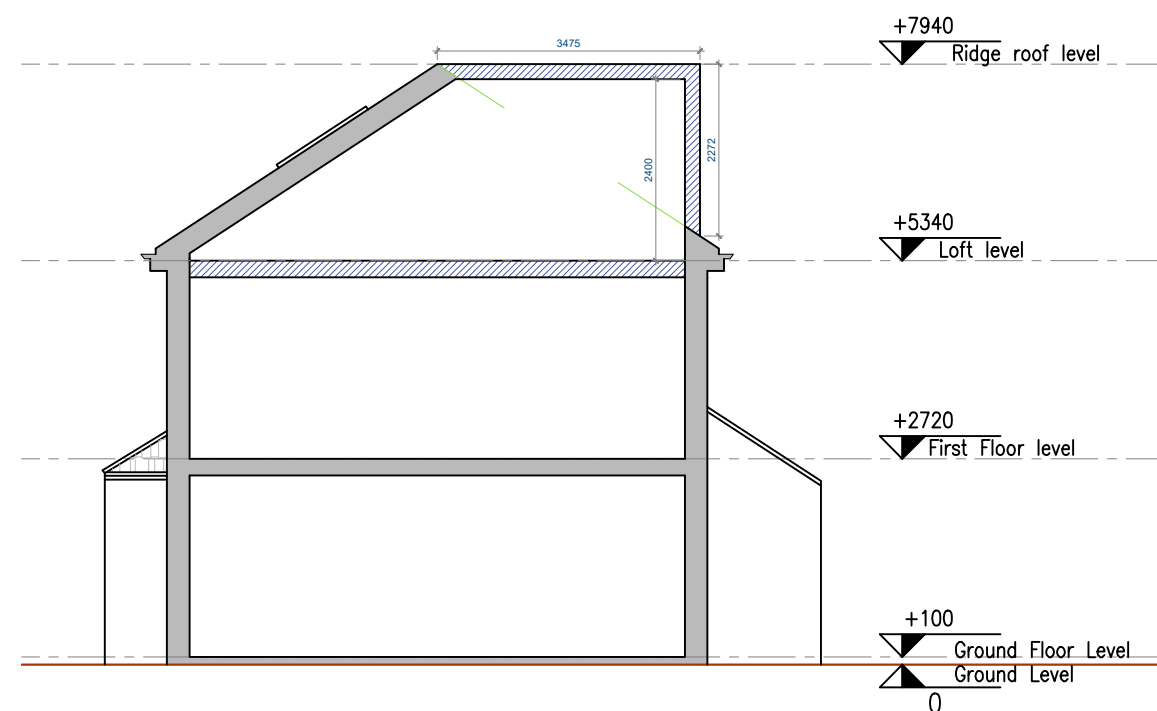 +7940
Ridge roof level
3475
2272
2400
+5340
Loft level
+2720
First Floor level
+100
Ground Floor Level
Ground Level
0